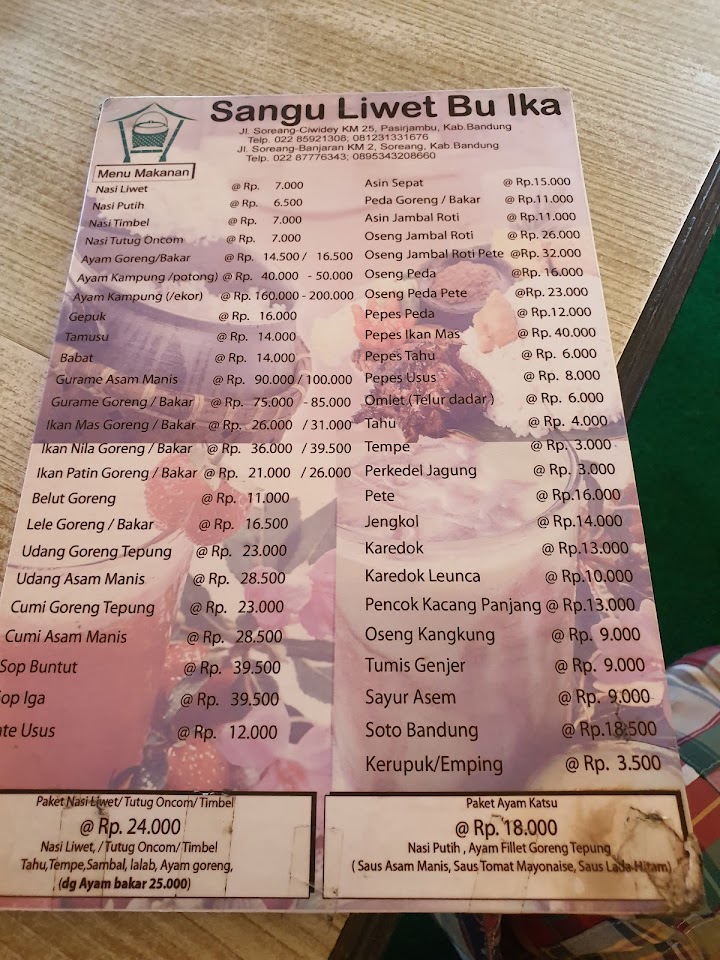 Sangu Liwet Bu Ika
Jl. Soreang-Ciwidey KM 25, Pasirjambu, Kab.Bandung
Telp. 022 85921308; 081231331676
Jl. Soreang-Banjaran KM 2, Soreang, Kab.Bandung
Telp. 022 87776343; 0895343208660
Menu Makanan
Nasi Liwet @ Rp. 7.000
Nasi Putih @ Rp. 6.500
Nasi Timbel @ Rp. 7.000
Nasi Tutug Oncom @ Rp. 7.000
Ayam Goreng/Bakar @ Rp. 14.500 / 16.500
Ayam Kampung /potong) @ Rp. 40.000 - 50.000
Ayam Kampung (/ekor) @ Rp. 160.000 - 200.000
Gepuk @ Rp. 16.000
Tamusu @ Rp. 14.000
Babat @ Rp. 14.000
Gurame Asam Manis @ Rp. 90.000 / 100.000
Gurame Goreng / Bakar @ Rp. 75.000 - 85.000
Ikan Mas Goreng / Bakar @ Rp. 26.000 / 31.000
Ikan Nila Goreng / Bakar @ Rp. 36.000 / 39.500
Ikan Patin Goreng / Bakar @ Rp. 21.000 / 26.000
Belut Goreng @ Rp. 11.000
Lele Goreng / Bakar @ Rp. 16.500
Udang Goreng Tepung @ Rp. 23.000
Udang Asam Manis @ Rp. 28.500
Cumi Goreng Tepung @ Rp. 23.000
Cumi Asam Manis @ Rp. 28.500
Sop Buntut @ Rp. 39.500
op Iga @ Rp. 39.500
te Usus @ Rp. 12.000
Asin Sepat @ Rp.15.000
Peda Goreng / Bakar @ Rp.11.000
Asin Jambal Roti @ Rp.11.000
Oseng Jambal Roti @ Rp. 26.000
Oseng Jambal Roti Pete @Rp. 32.000
Oseng Peda @Rp. 16.000
Oseng Peda Pete @Rp. 23.000
Pepes Peda @ Rp.12.000
Pepes Ikan Mas @ Rp. 40.000
Pepes Tahu @ Rp. 6.000
Pepes Usus @ Rp. 8.000
Omlet (Telur dadar ) @ Rp. 6.000
Tahu @ Rp. 4.000
Tempe @ Rp. 3.000
Perkedel Jagung @ Rp. 3.000
Pete @ Rp.16.000
Jengkol @ Rp.14.000
Karedok @ Rp.13.000
Karedok Leunca @ Rp.10.000
Pencok Kacang Panjang @ Rp.13.000
Oseng Kangkung @ Rp. 9.000
Tumis Genjer @ Rp. 9.000
Sayur Asem @ Rp. 9.000
Soto Bandung @ Rp.18.500
Kerupuk/Emping @ Rp. 3.500
Paket Nasi Liwet/ Tutug Oncom/ Timbel
@ Rp. 24.000
Nasi Liwet, / Tutug Oncom/ Timbel
Tahu,Tempe,Sambal, lalab, Ayam goreng,
(dg Ayam bakar 25.000)
Paket Ayam Katsu
@ Rp. 18.000
Nasi Putih , Ayam Fillet Goreng Tepung
( Saus Asam Manis, Saus Tomat Mayonaise, Saus Lada Hitam)